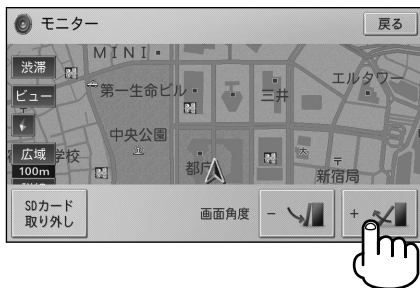 モニター
戻る
MINI
渋滞
エルタワー
ビュー
第一生命ビル
三井
中央公園
広域
学校
100m
都庁
新宿局
SDカード
取り外し
画面角度
-
+